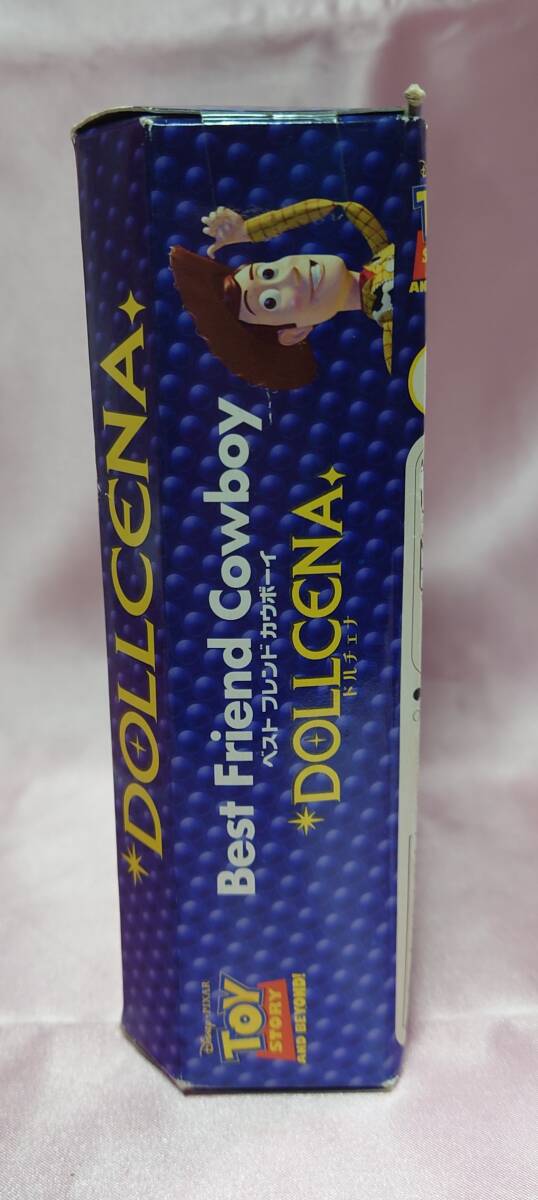 DOLLCENA
Best Friend Cowboy
ベスト フレンド カウボーイ
DOLLCENA
ドルチェナ
Disney•PIXAR
TOY
STORY
AND BEYOND!